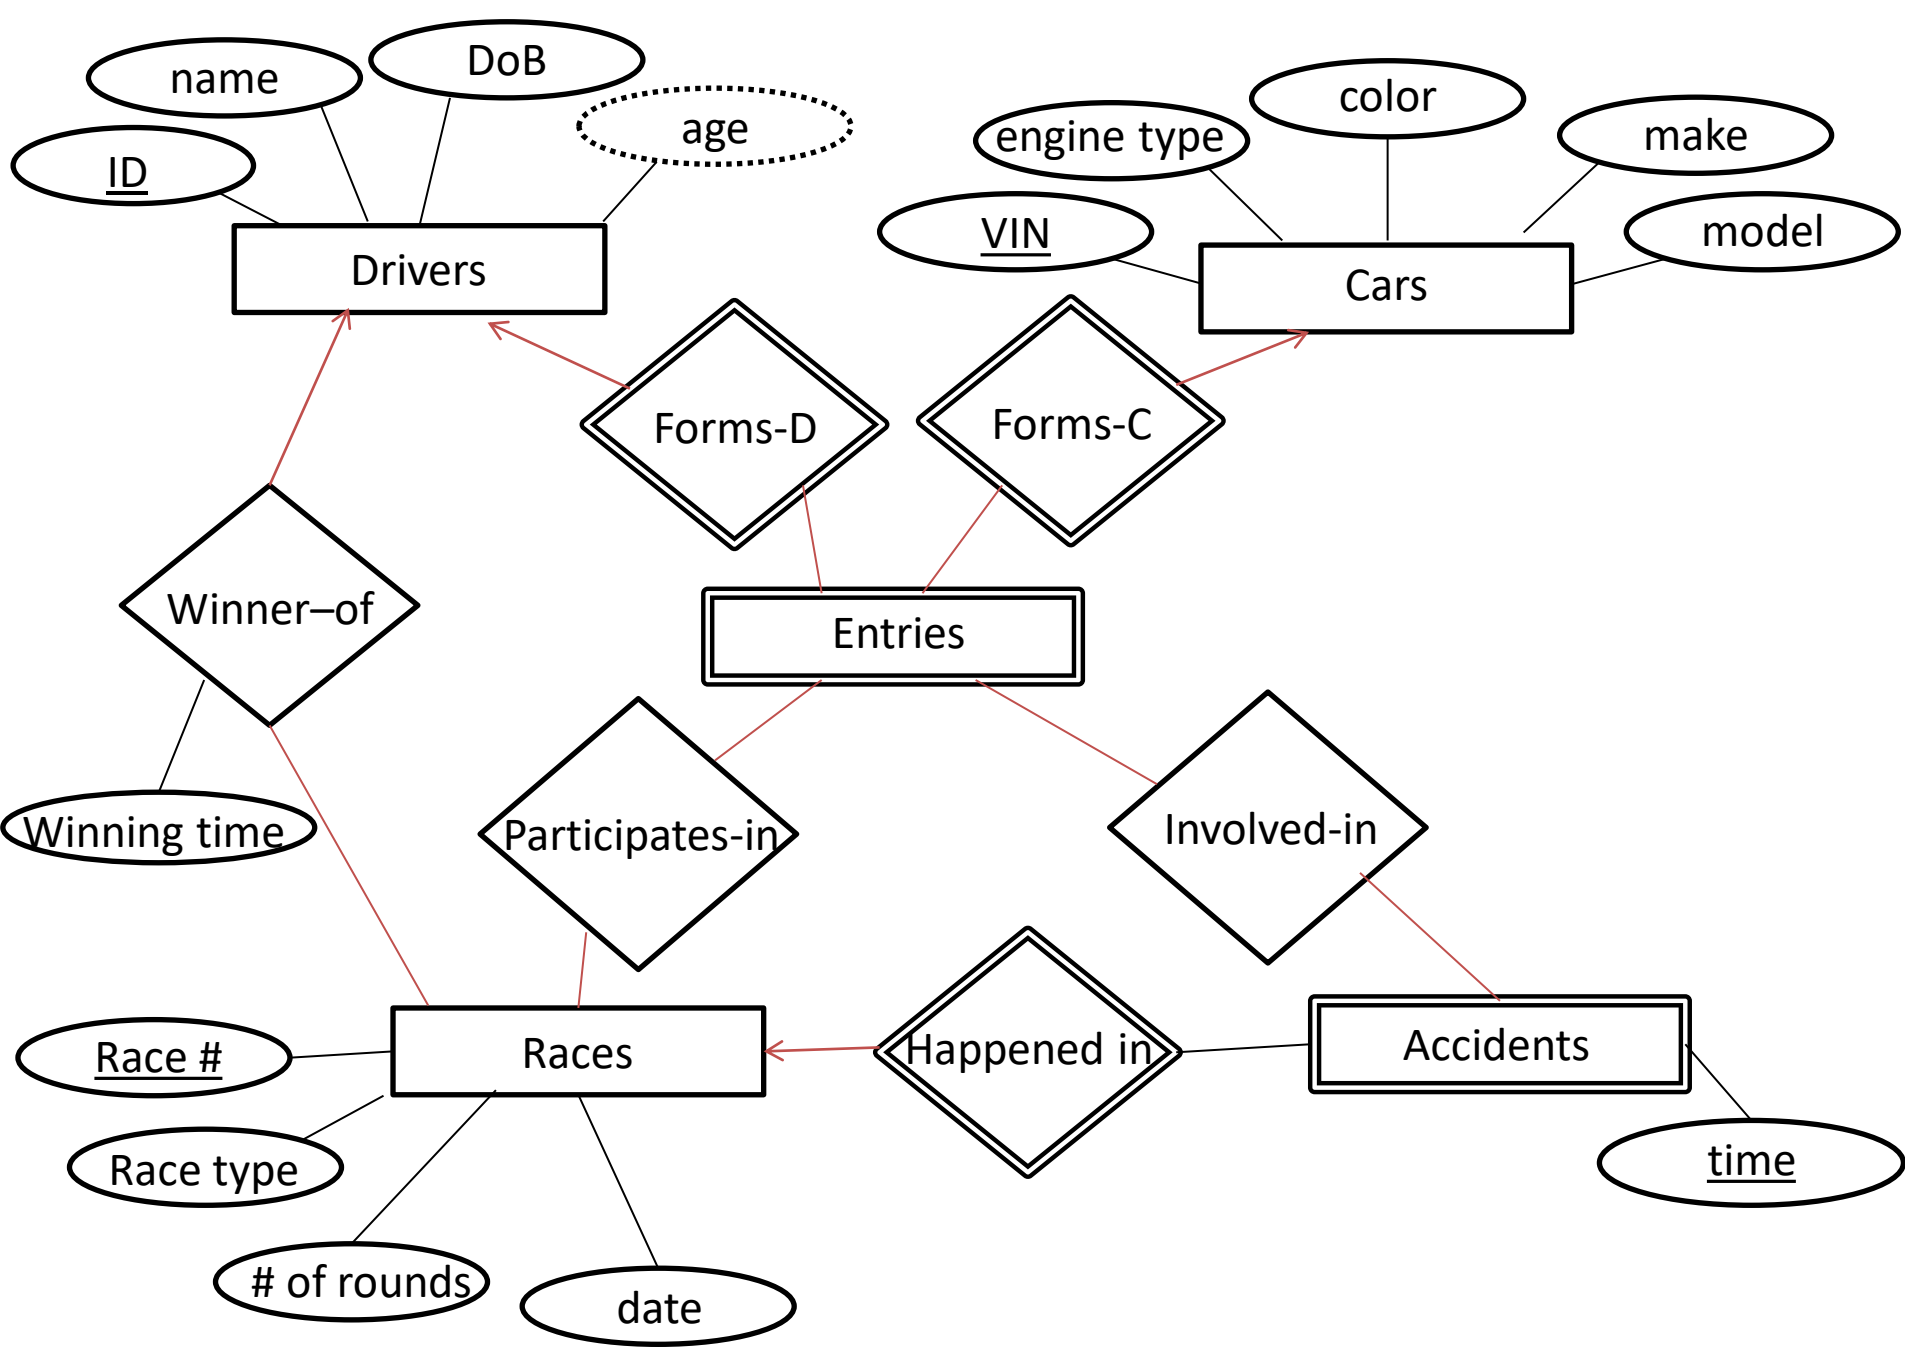 DoB
name
age
ID
color
engine type
make
VIN
model
Drivers
Cars
Forms-D
Forms-C
Winner–of
Entries
Winning time
Participates-in
Involved-in
Race #
Races
Happened in
Accidents
Race type
time
# of rounds
date